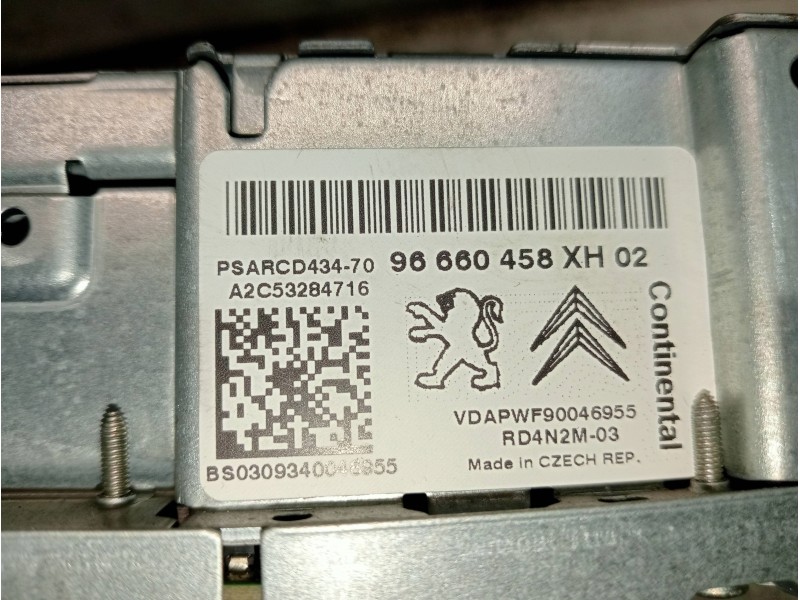 PSARCD434-70 96 660 458 XH 02
A2C53284716
Continental
VDAPWF90046955
RD4N2M-03
Made in CZECH REP.